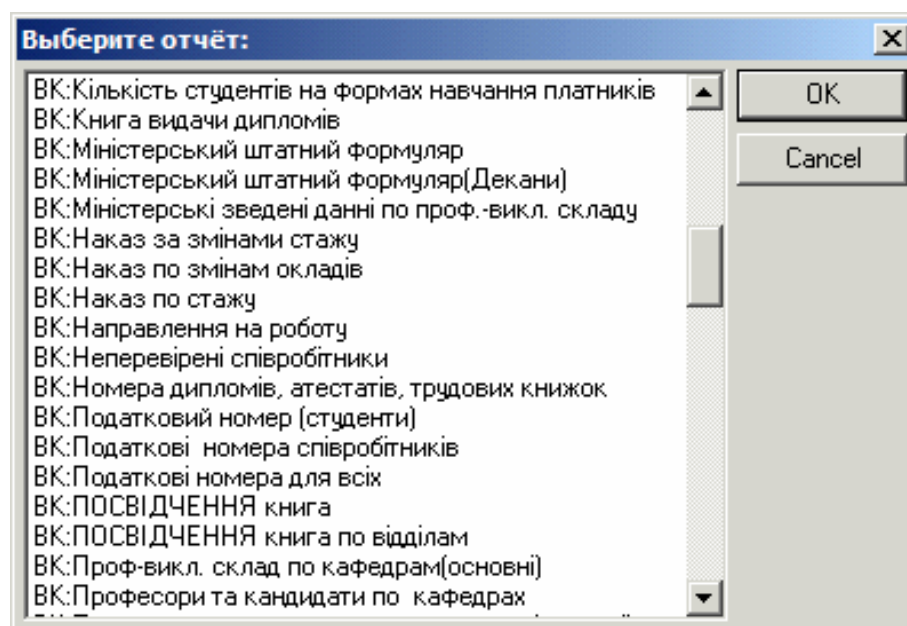 Выберите отчёт:
ВК:Кількість студентів на формах навчання платників
ВК:Книга видачи дипломів
ВК:Міністерський штатний формуляр
ВК:Міністерський штатний формуляр(Декани)
ВК:Міністерські зведені данні по проф.-викл. складу
ВК:Наказ за змінами стажу
ВК:Наказ по змінам окладів
ВК:Наказ по стажу
ВК:Направлення на роботу
ВК:Неперевірені співробітники
ВК:Номера дипломів, атестатів, трудових книжок
ВК:Податковий номер (студенти)
ВК:Податкові  номера співробітників
ВК:Податкові номера для всіх
ВК:ПОСВІДЧЕННЯ книга
ВК:ПОСВІДЧЕННЯ книга по відділам
ВК:Проф-викл. склад по кафедрам(основні)
ВК:Професори та кандидати по  кафедрах
OK
Cancel